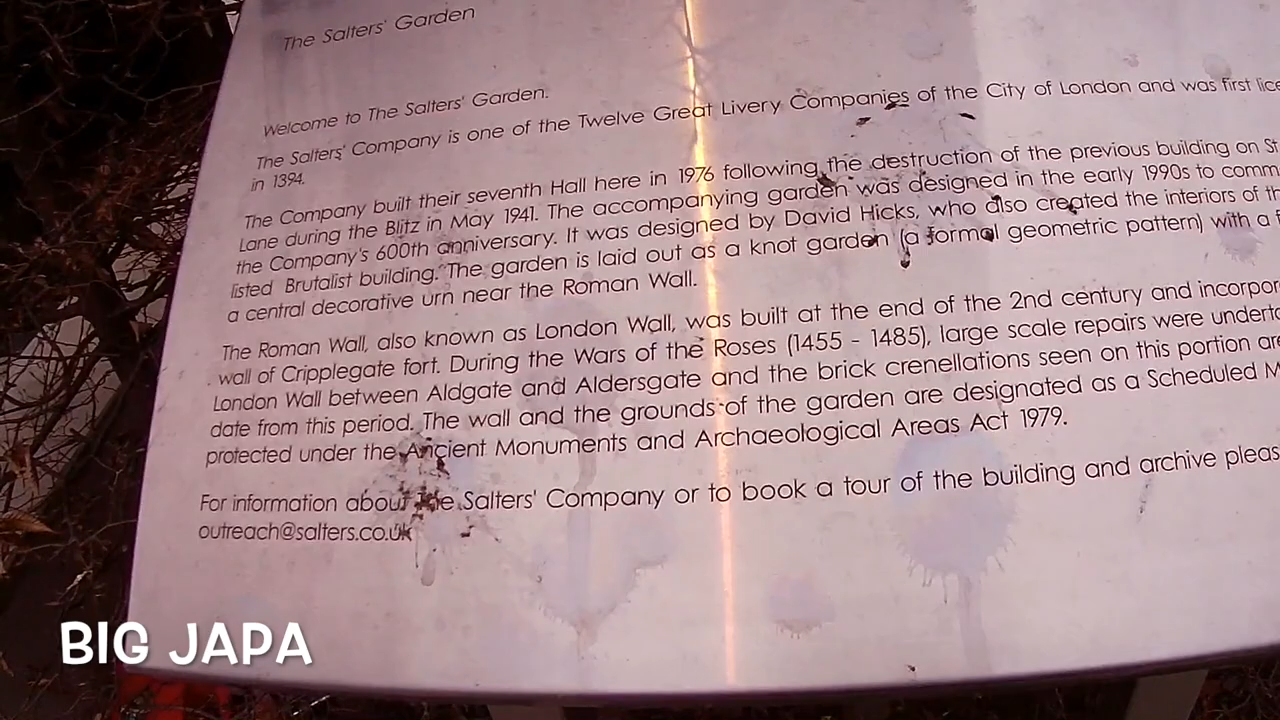 The Salters' Garden
Welcome to The Salters' Garden.
The Salters' Company is one of the Twelve Great Livery Companies of the City of London and was first
in 1394.
The Company built their seventh Hall here in 1976 following the destruction of the previous building on
Lane during the Blitz in May 1941. The accompanying garden was designed in the early 1990s to
the Company's 600th anniversary. It was designed by David Hicks, who also created the interiors of
listed Brutalist building. The garden is laid out as a knot garden (a formal geometric pattern) with a
a central decorative urn near the Roman Wall.
The Roman Wall, also known as London Wall, was built at the end of the 2nd century and
wall of Cripplegate fort. During the Wars of the Roses (1455 - 1485), large scale repairs were
London Wall between Aldgate and Aldersgate and the brick crenellations seen on this portion
date from this period. The wall and the grounds of the garden are designated as a Scheduled
protected under the Ancient Monuments and Archaeological Areas Act 1979.
For information about The Salters' Company or to book a tour of the building and archive
outreach@salters.co.uk
BIG JAPA